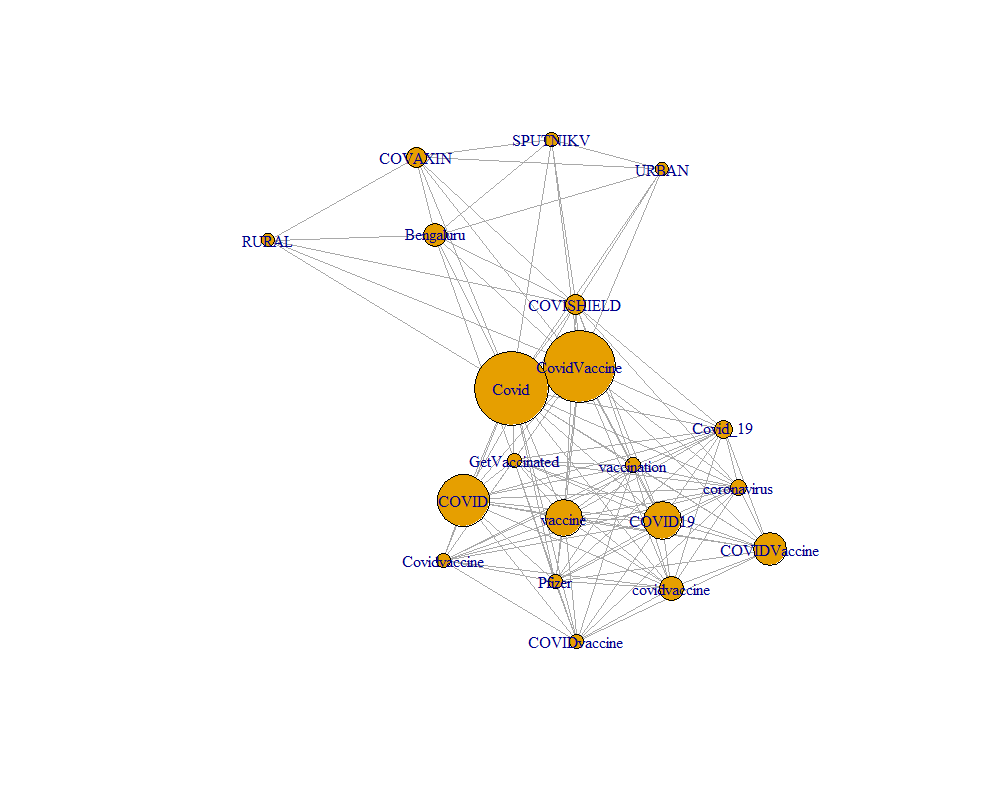 SPUTNIKV
COVAXIN
URBAN
Bengaluru
RURAL
COVISHIELD
CovidVaccine
Covid
Covid_19
GetVaccinated
vaccination
coronavirus
COVID
vaccine
COVID19
COVIDVaccine
Covidvaccine
Pfizer
covidvaccine
COVIDvaccine